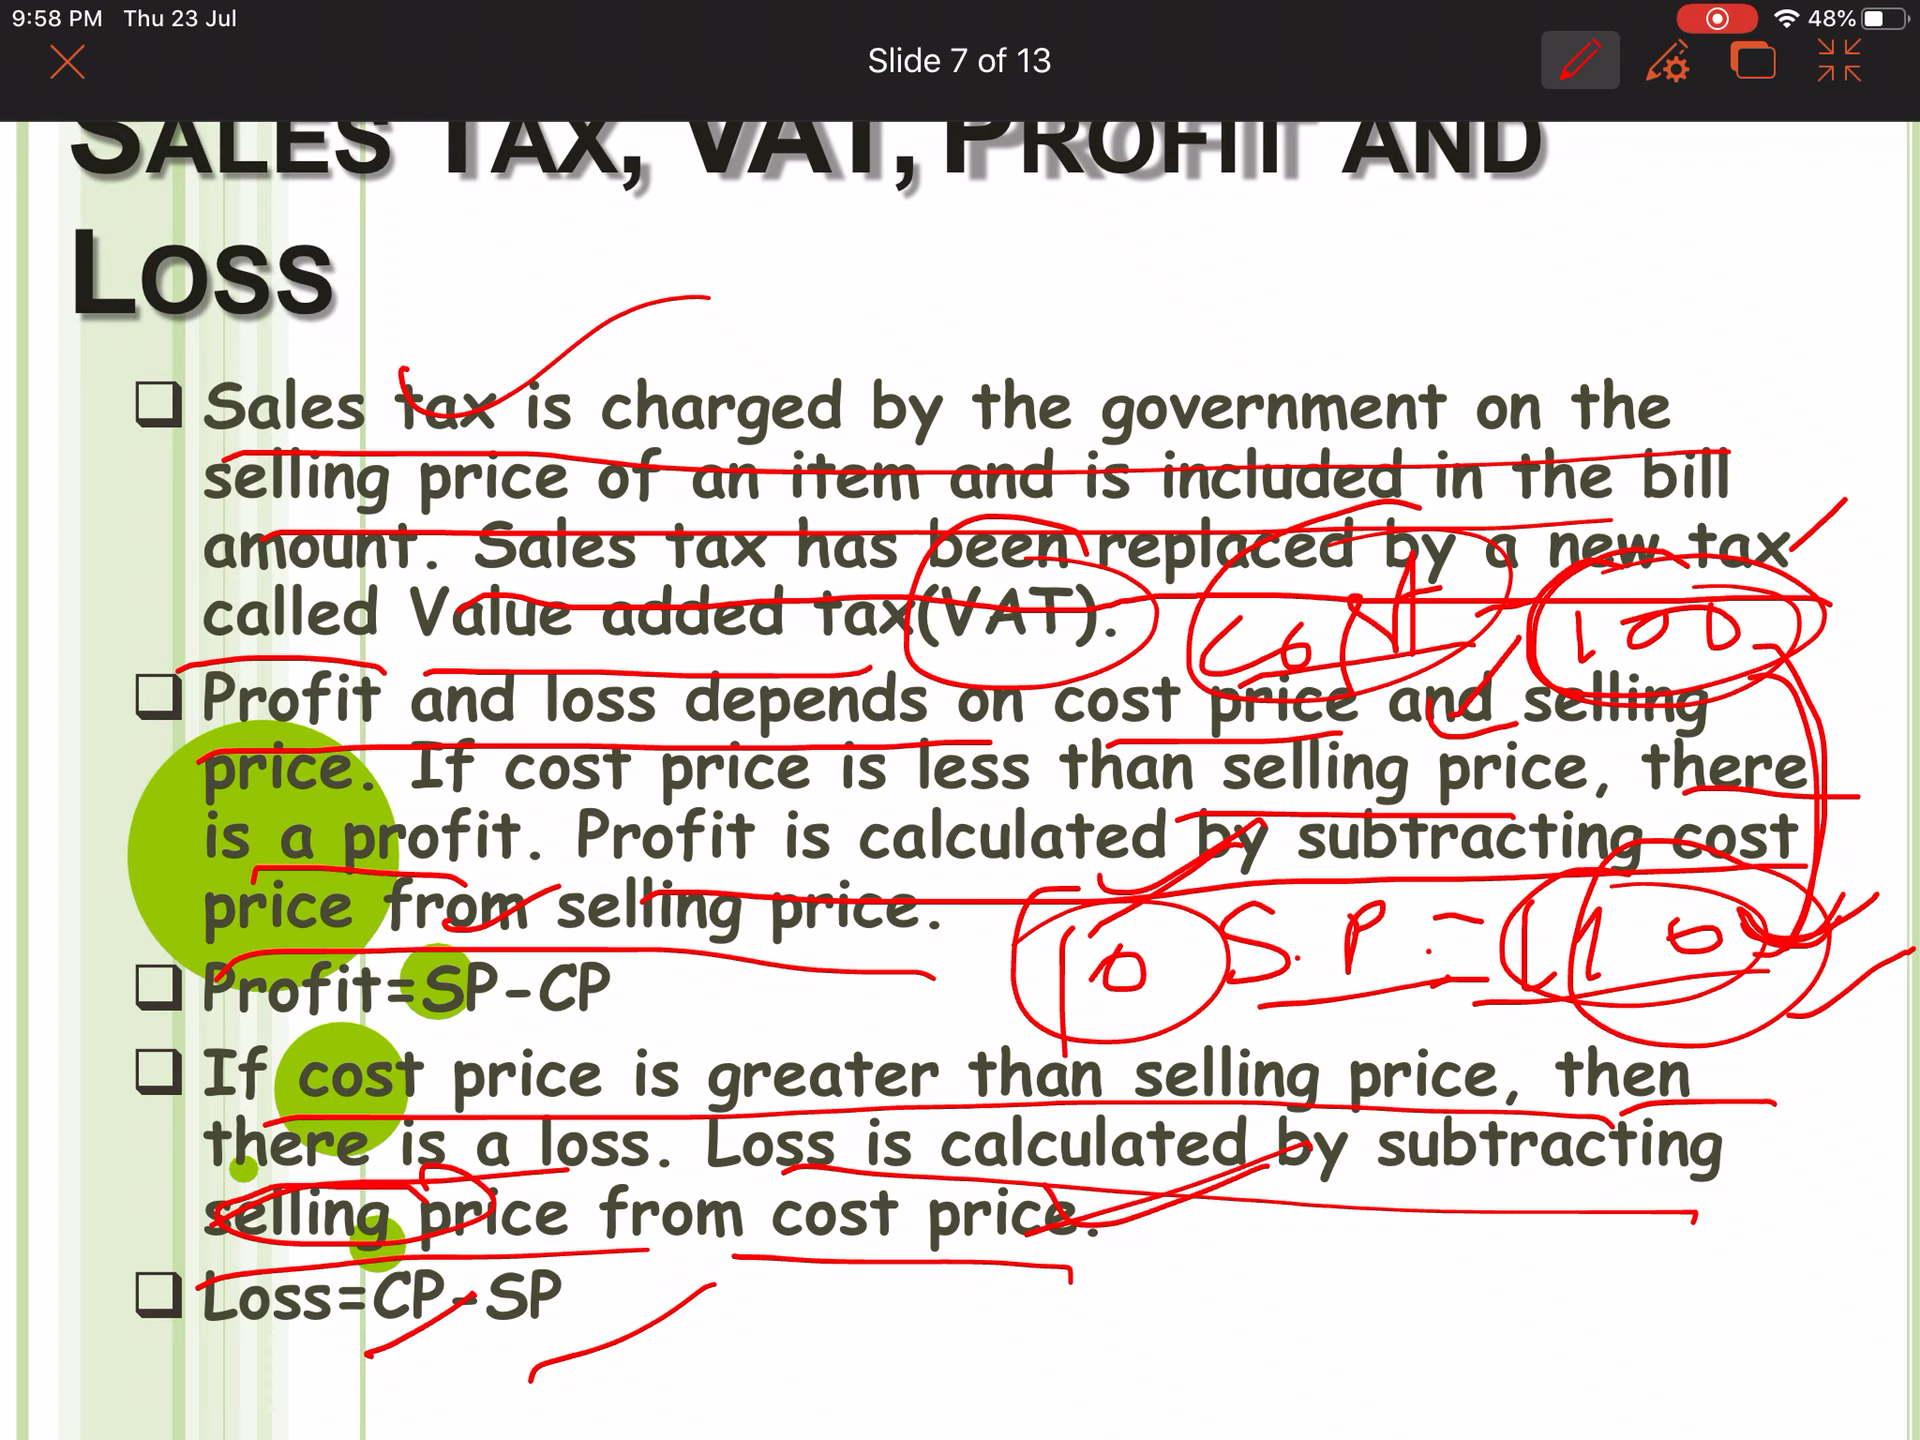 9:58 PM Thu 23 Jul
48%
Slide 7 of 13
SALES TAX, VAT, PROFIT AND
LOSS
Sales tax is charged by the government on the
selling price of an item and is included in the bill
amount. Sales tax has been replaced by a new tax
called Value added tax(VAT).
cost 100
Profit and loss depends on cost price and selling
price. If cost price is less than selling price, there
is a profit. Profit is calculated by subtracting cost
price from selling price.
10 S.P. = 110
Profit=SP-CP
If cost price is greater than selling price, then
there is a loss. Loss is calculated by subtracting
selling price from cost price.
Loss=CP-SP